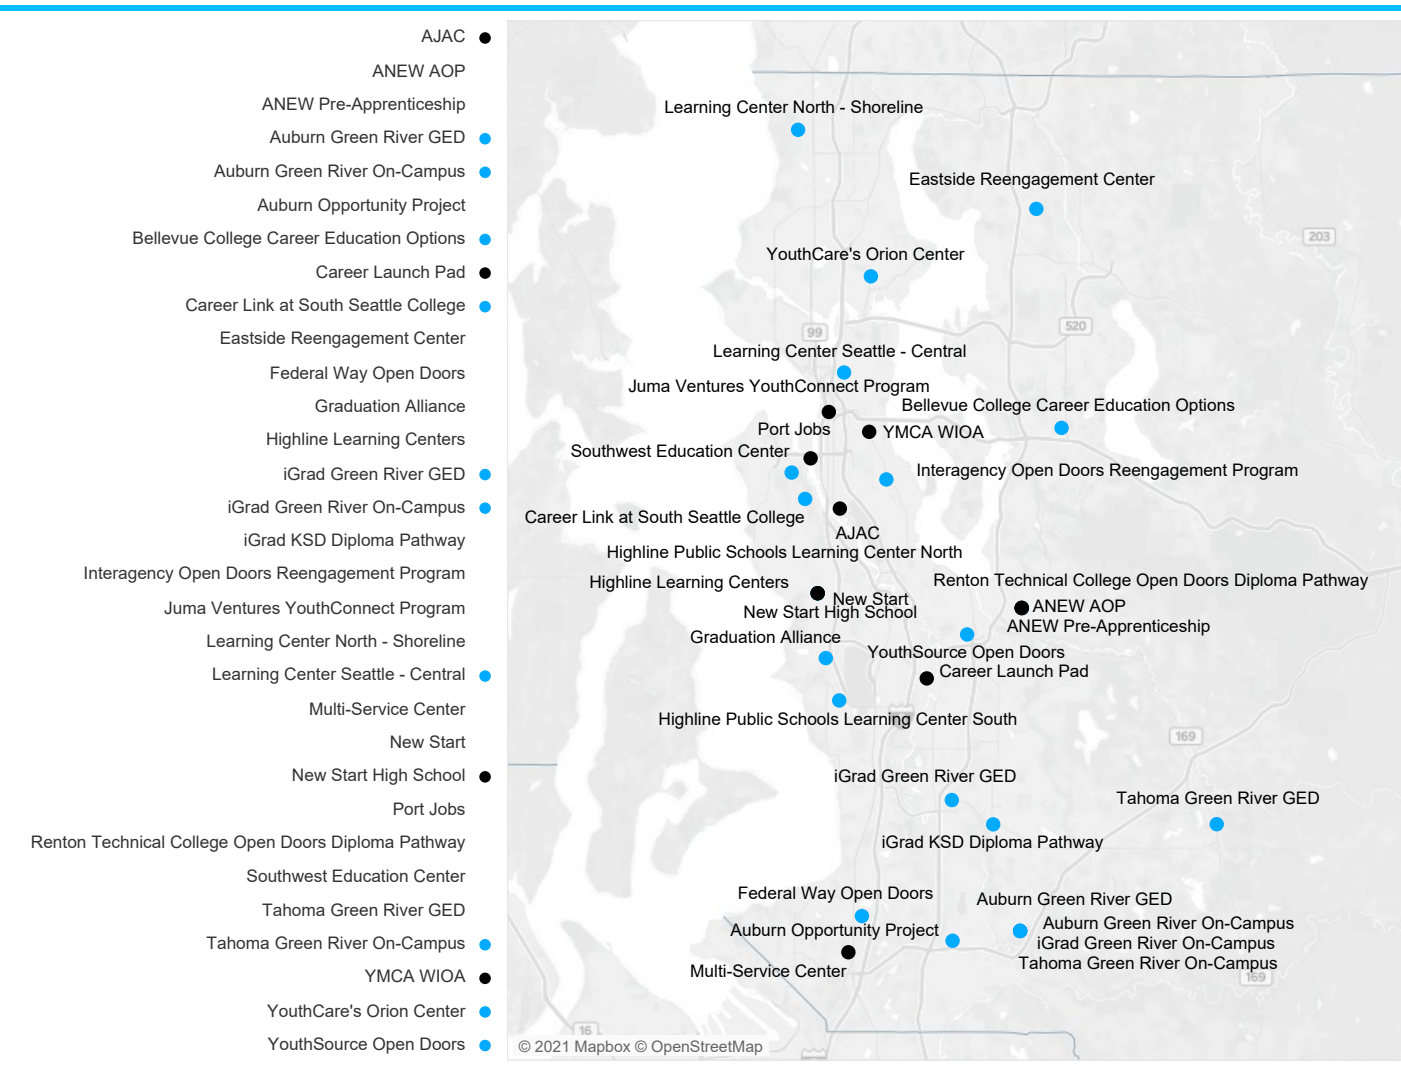 AJAC
ANEW AOP
ANEW Pre-Apprenticeship
Auburn Green River GED
Auburn Green River On-Campus
Auburn Opportunity Project
Bellevue College Career Education Options
Career Launch Pad
Career Link at South Seattle College
Eastside Reengagement Center
Federal Way Open Doors
Graduation Alliance
Highline Learning Centers
iGrad Green River GED
iGrad Green River On-Campus
iGrad KSD Diploma Pathway
Interagency Open Doors Reengagement Program
Juma Ventures YouthConnect Program
Learning Center North - Shoreline
Learning Center Seattle - Central
Multi-Service Center
New Start
New Start High School
Port Jobs
Renton Technical College Open Doors Diploma Pathway
Southwest Education Center
Tahoma Green River GED
Tahoma Green River On-Campus
YMCA WIOA
YouthCare's Orion Center
YouthSource Open Doors
Learning Center North - Shoreline
Eastside Reengagement Center
203
YouthCare's Orion Center
99
520
Learning Center Seattle - Central
Juma Ventures YouthConnect Program
Bellevue College Career Education Options
Port Jobs
YMCA WIOA
Southwest Education Center
Interagency Open Doors Reengagement Program
Career Link at South Seattle College
AJAC
Highline Public Schools Learning Center North
Highline Learning Centers
Renton Technical College Open Doors Diploma Pathway
New Start
ANEW AOP
New Start High School
ANEW Pre-Apprenticeship
Graduation Alliance
YouthSource Open Doors
Career Launch Pad
Highline Public Schools Learning Center South
169
iGrad Green River GED
Tahoma Green River GED
iGrad KSD Diploma Pathway
Federal Way Open Doors
Auburn Green River GED
Auburn Green River On-Campus
Auburn Opportunity Project
iGrad Green River On-Campus
Tahoma Green River On-Campus
Multi-Service Center
169
16
© 2021 Mapbox © OpenStreetMap